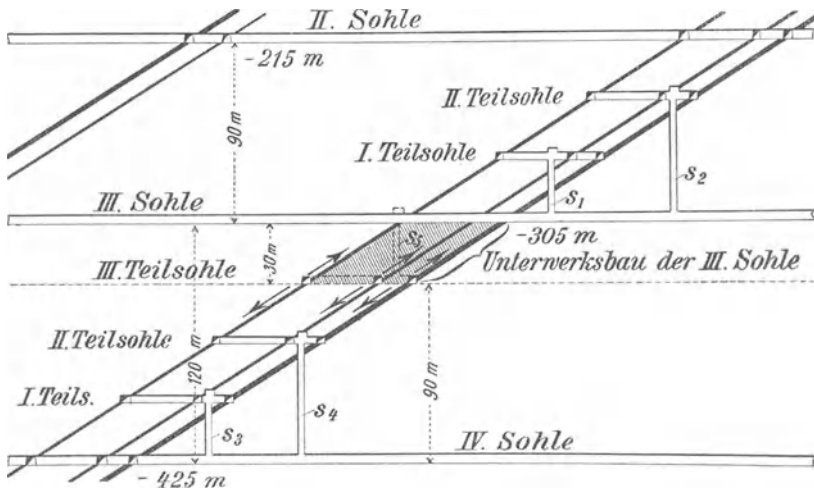 II. Sohle
-215 m
II. Teilsohle
90 m
I. Teilsohle
s2
s1
III. Sohle
s5
-305 m
30 m
III. Teilsohle
Unterwerksbau der III. Sohle
II. Teilsohle
120 m
90 m
I. Teils.
s4
s3
IV. Sohle
- 425 m